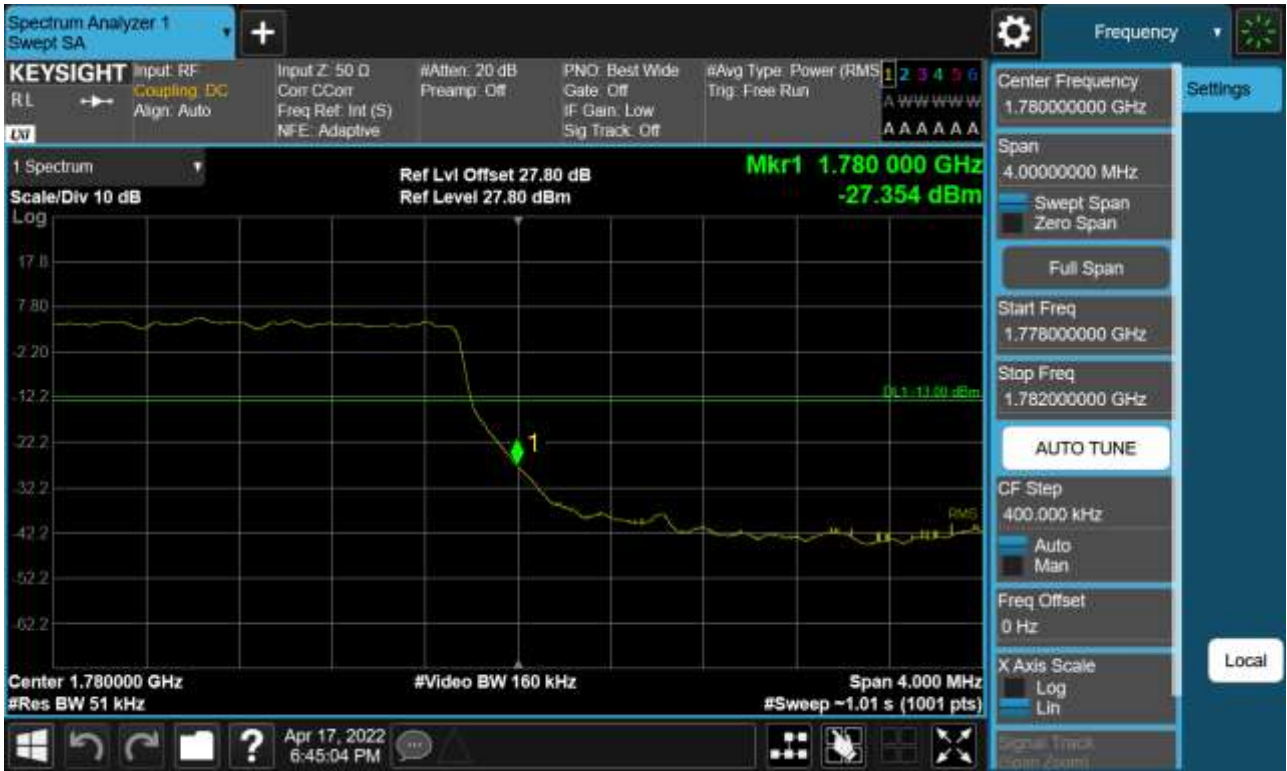 Spectrum Analyzer 1
Swept SA
+
Frequency
KEYSIGHT
RL
LXI
Input: RF
Coupling: DC
Align: Auto
Input Z: 50 Ω
Corr CCorr
Freq Ref: Int (S)
NFE: Adaptive
#Atten: 20 dB
Preamp: Off
PNO: Best Wide
Gate: Off
IF Gain: Low
Sig Track: Off
#Avg Type: Power (RMS
Trig: Free Run
1 2 3 4 5 6
A W W W W W
A A A A A A
1 Spectrum
Scale/Div 10 dB
Log
Ref Lvl Offset 27.80 dB
Ref Level 27.80 dBm
Mkr1 1.780 000 GHz
-27.354 dBm
17.8
7.80
-2.20
-12.2
-22.2
-32.2
-42.2
-52.2
-62.2
DL1 -13.00 dBm
1
RMS
Center 1.780000 GHz
#Res BW 51 kHz
#Video BW 160 kHz
Span 4.000 MHz
#Sweep ~1.01 s (1001 pts)
Center Frequency
1.780000000 GHz
Settings
Span
4.00000000 MHz
Swept Span
Zero Span
Full Span
Start Freq
1.778000000 GHz
Stop Freq
1.782000000 GHz
AUTO TUNE
CF Step
400.000 kHz
Auto
Man
Freq Offset
0 Hz
X Axis Scale
Log
Lin
Local
Signal Track
(Span Zoom)
?
Apr 17, 2022
6:45:04 PM